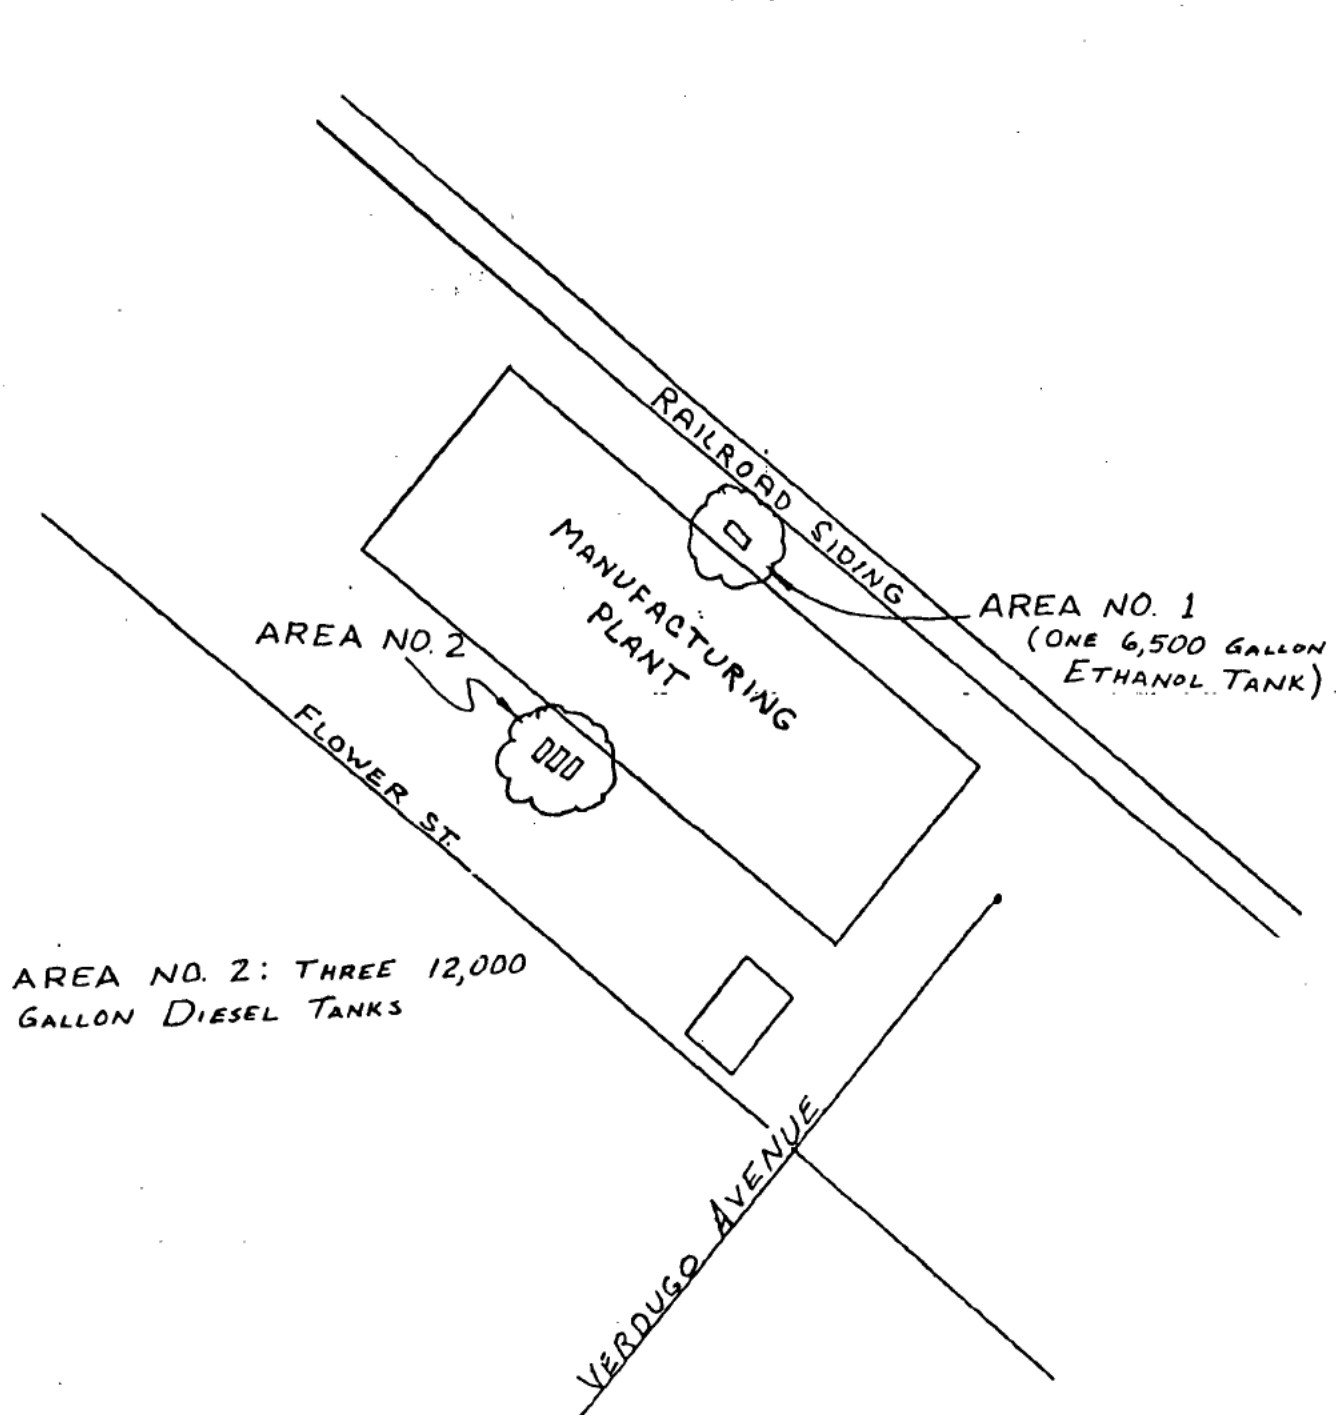 RAILROAD SIDING
MANUFACTURING
PLANT
AREA NO. 1
(ONE 6,500 GALLON
ETHANOL TANK)
AREA NO. 2
FLOWER ST.
AREA NO. 2: THREE 12,000
GALLON DIESEL TANKS
VERDUGO AVENUE